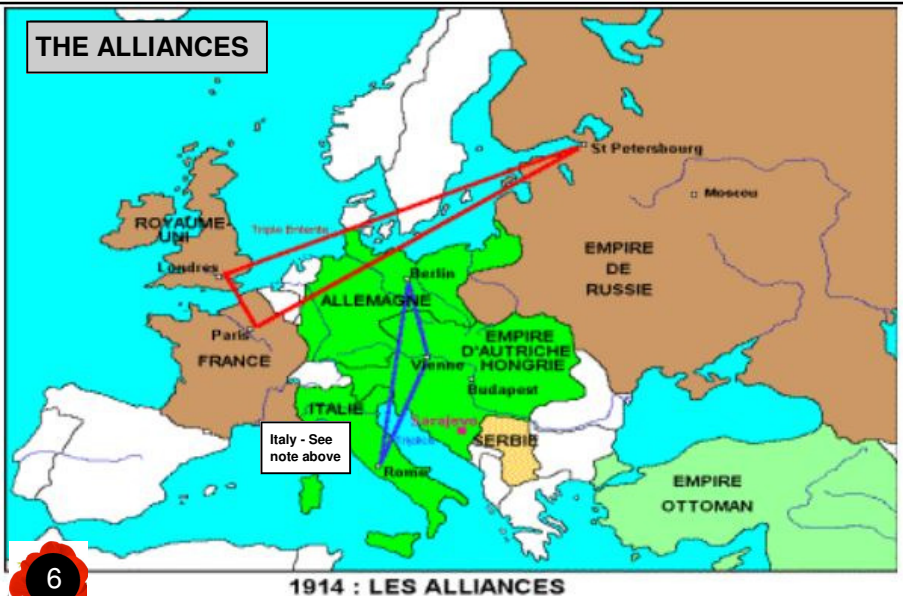 THE ALLIANCES
St Petersbourg
Moscou
ROYAUME-
UNI
Triple Entente
Londres
EMPIRE
DE
RUSSIE
Berlin
ALLEMAGNE
Paris
FRANCE
EMPIRE
D'AUTRICHE
HONGRIE
Vienne
Budapest
ITALIE
Sarajevo
SERBIE
Italy - See
note above
Rome
EMPIRE
OTTOMAN
6
1914 : LES ALLIANCES